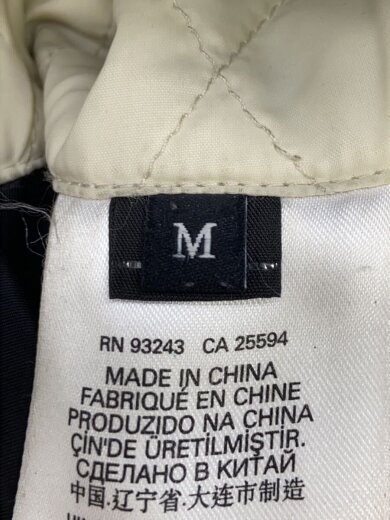 M
RN 93243 CA 25594
MADE IN CHINA
FABRIQUÉ EN CHINE
PRODUZIDO NA CHINA
ÇİN'DE ÜRETİLMİŞTİR.
СДЕЛАНО В КИТАЙ
中国.辽宁省.大连市制造